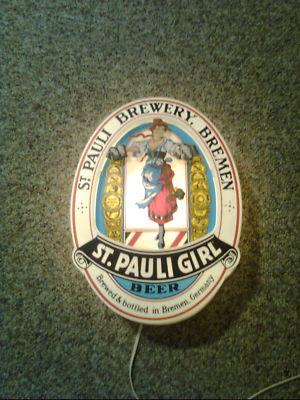 ST PAULI BREWERY, BREMEN
ST. PAULI GIRL
BEER
Brewed & bottled in Bremen, Germany